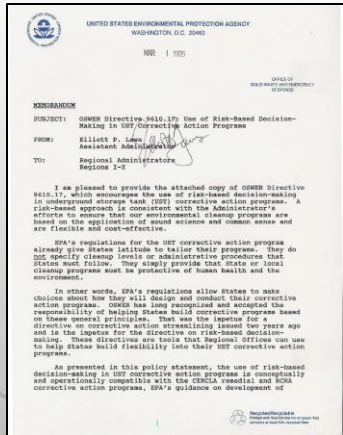 UNITED STATES ENVIRONMENTAL PROTECTION AGENCY
WASHINGTON, D.C. 20460
MAR 1 1995
OFFICE OF
SOLID WASTE AND EMERGENCY
RESPONSE
MEMORANDUM
SUBJECT: OSWER Directive 9610.17: Use of Risk-Based Decision-
Making in UST Corrective Action Programs
FROM: Elliott P. Laws
Assistant Administrator
TO: Regional Administrators
Regions I-X
I am pleased to provide the attached copy of OSWER Directive
9610.17, which encourages the use of risk-based decision-making
in underground storage tank (UST) corrective action programs. A
risk-based approach is consistent with the Administrator's
efforts to ensure that our environmental cleanup programs are
based on the application of sound science and common sense and
are flexible and cost-effective.
EPA's regulations for the UST corrective action program
already give States latitude to tailor their programs. They do
not specify cleanup levels or administrative procedures that
States must follow. They simply provide that State or local
cleanup programs must be protective of human health and the
environment.
In other words, EPA's regulations allow States to make
choices about how they will design and conduct their corrective
action programs. OSWER has long recognized and accepted the
responsibility of helping States build corrective programs based
on these general principles. That was the impetus for a
directive on corrective action streamlining issued two years ago
and is the impetus for the directive on risk-based decision-
making. These directives are tools that Regional Offices can use
to help States build flexibility into their UST corrective action
programs.
As presented in this policy statement, the use of risk-based
decision-making in UST corrective action programs is conceptually
and operationally compatible with the CERCLA remedial and RCRA
corrective action programs, EPA's guidance on development of
Recycled/Recyclable